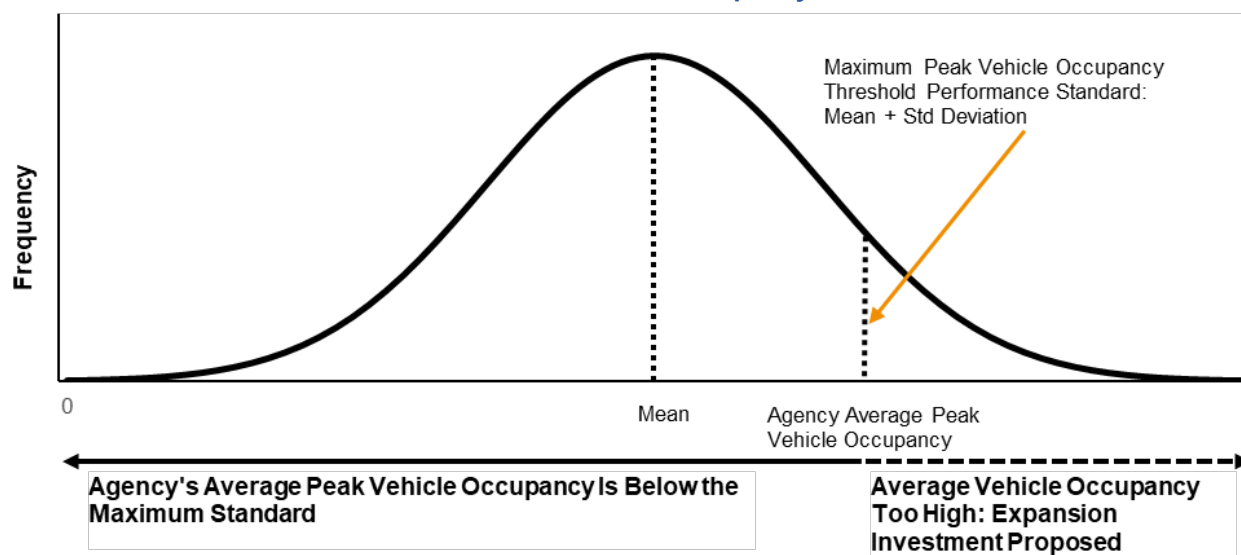 Maximum Peak Vehicle Occupancy
Threshold Performance Standard:
Mean + Std Deviation
Frequency
0
Mean
Agency Average Peak
Vehicle Occupancy
Agency's Average Peak Vehicle Occupancy Is Below the
Maximum Standard
Average Vehicle Occupancy
Too High: Expansion
Investment Proposed